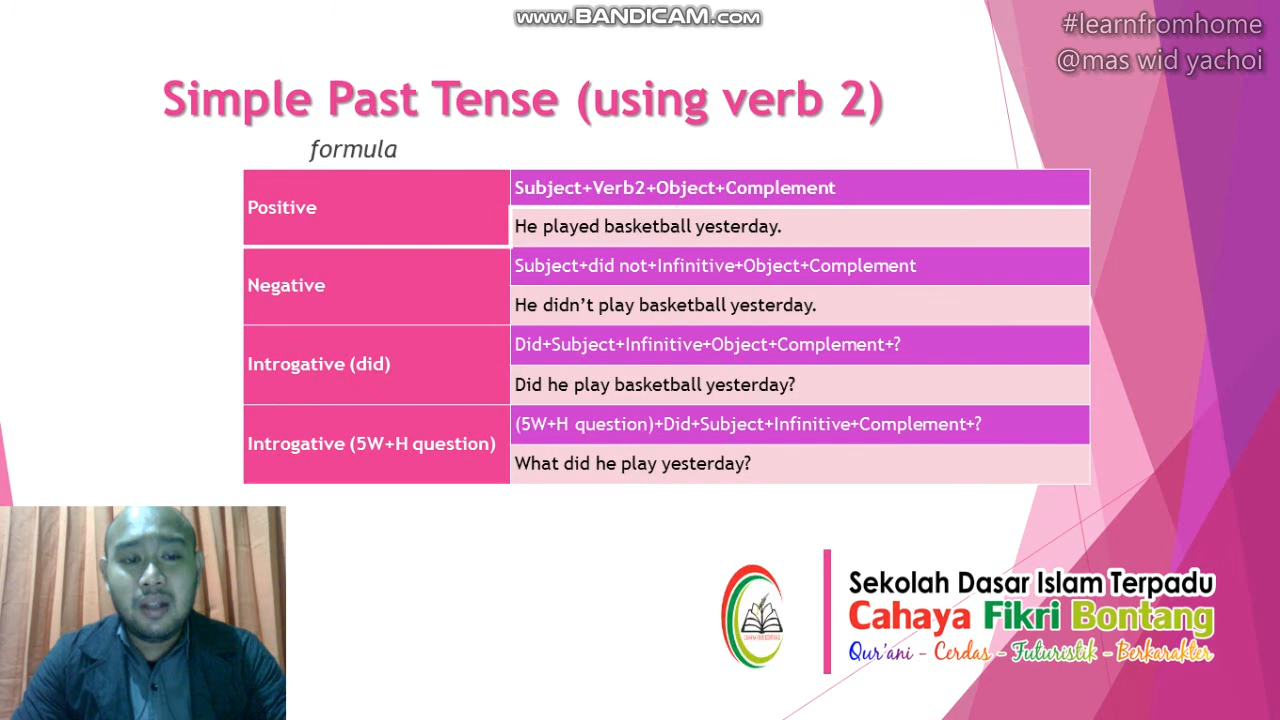 www.BANDICAM.com
#learnfromhome
@mas wid yachoi
Simple Past Tense (using verb 2)
formula
Positive
Subject+Verb2+Object+Complement
He played basketball yesterday.
Negative
Subject+did not+Infinitive+Object+Complement
He didn’t play basketball yesterday.
Introgative (did)
Did+Subject+Infinitive+Object+Complement+?
Did he play basketball yesterday?
Introgative (5W+H question)
(5W+H question)+Did+Subject+Infinitive+Complement+?
What did he play yesterday?
CAHAYA FIKRI BONTANG
Sekolah Dasar Islam Terpadu
Cahaya Fikri Bontang
Qur'ani - Cerdas - Futuristik - Berkarakter